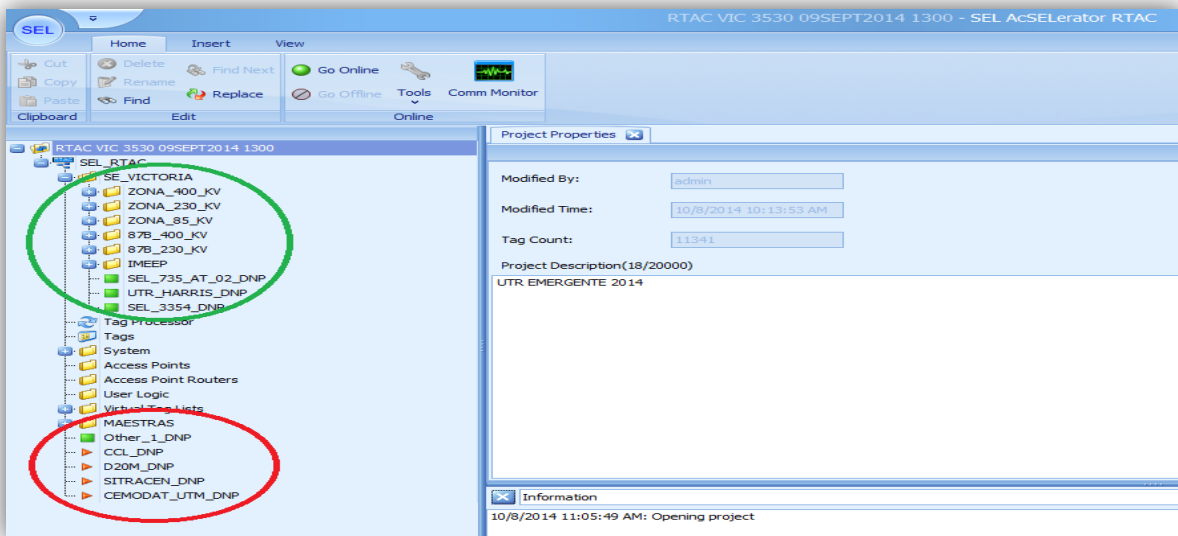 RTAC VIC 3530 09SEPT2014 1300 - SEL AcSELerator RTAC
SEL
Home Insert View
Cut
Copy
Paste
Clipboard
Delete
Rename
Find
Find Next
Replace
Edit
Go Online
Go Offline
Tools
Comm Monitor
Online
RTAC VIC 3530 09SEPT2014 1300
SEL_RTAC
SE_VICTORIA
ZONA_400_KV
ZONA_230_KV
ZONA_85_KV
87B_400_KV
87B_230_KV
IMEEP
SEL_735_AT_02_DNP
UTR_HARRIS_DNP
SEL_3354_DNP
Tag Processor
Tags
System
Access Points
Access Point Routers
User Logic
Virtual Tag Lists
MAESTRAS
Other_1_DNP
CCL_DNP
D20M_DNP
SITRACEN_DNP
CEMODAT_UTM_DNP
Project Properties
Modified By: admin
Modified Time: 10/8/2014 10:13:53 AM
Tag Count: 11341
Project Description(18/20000)
UTR EMERGENTE 2014
Information
10/8/2014 11:05:49 AM: Opening project